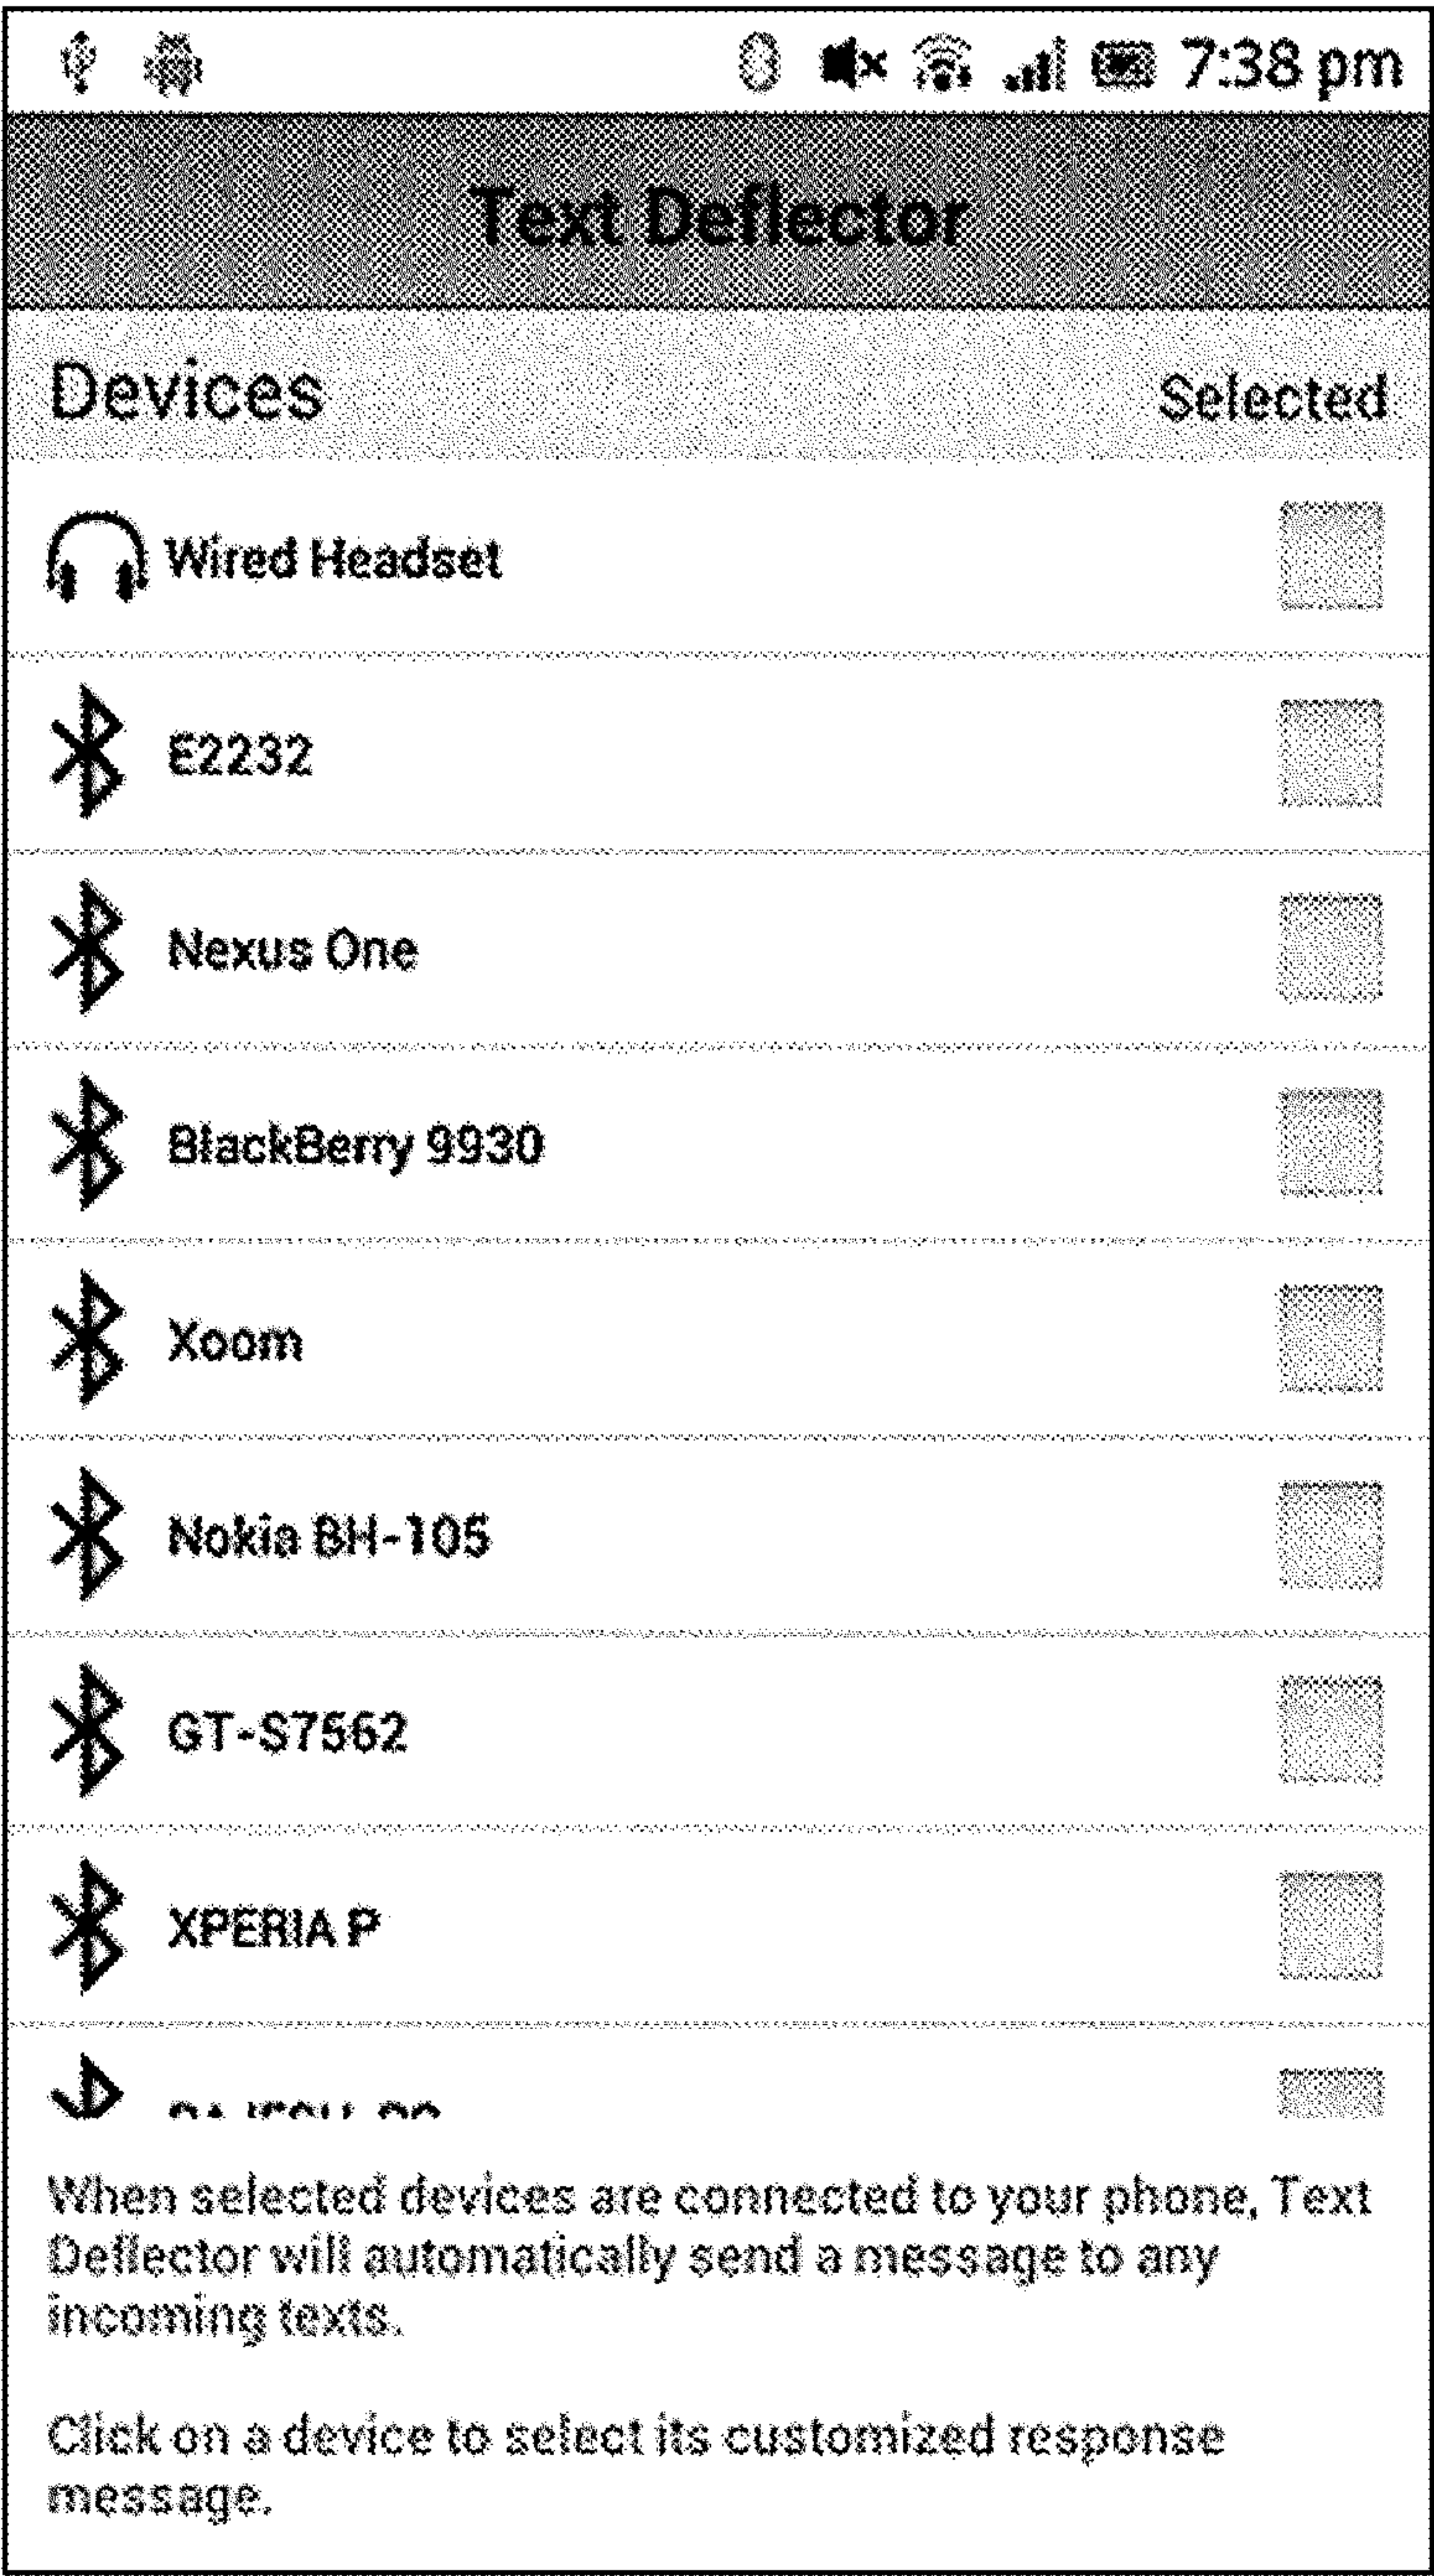 7:38 pm
Text Deflector
Devices Selected
Wired Headset
E2232
Nexus One
BlackBerry 9930
Xoom
Nokia BH-105
GT-S7562
XPERIA P
When selected devices are connected to your phone, Text
Deflector will automatically send a message to any
incoming texts.
Click on a device to select its customized response
message.